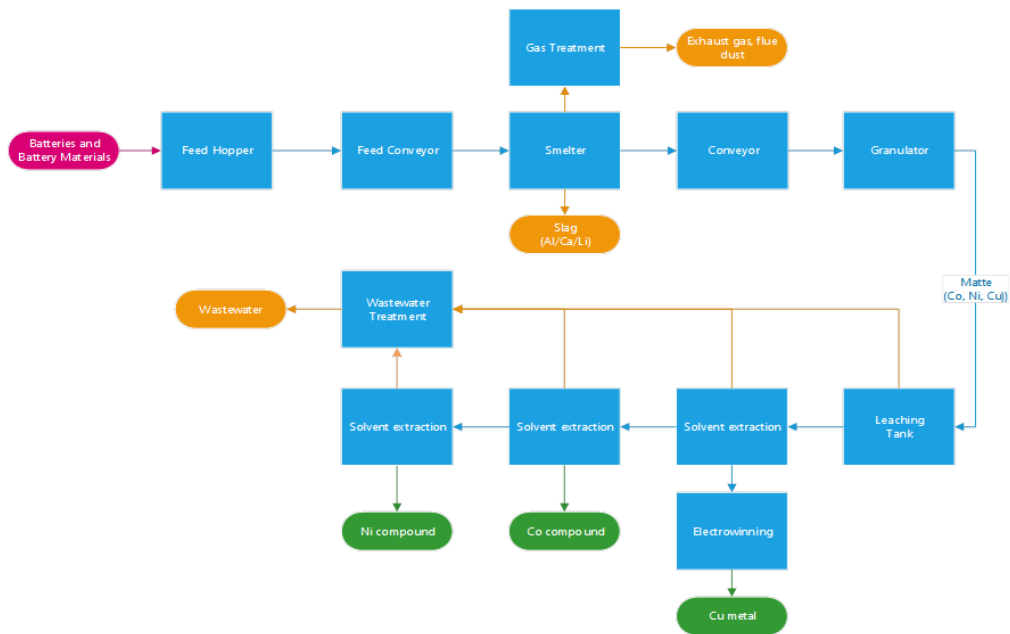 Gas Treatment
Exhaust gas, flue
dust
Batteries and
Battery Materials
Feed Hopper
Feed Conveyor
Smelter
Conveyor
Granulator
Slag
(Al/Ca/Li)
Matte
(Co, Ni, Cu))
Wastewater
Wastewater
Treatment
Solvent extraction
Solvent extraction
Solvent extraction
Leaching
Tank
Ni compound
Co compound
Electrowinning
Cu metal